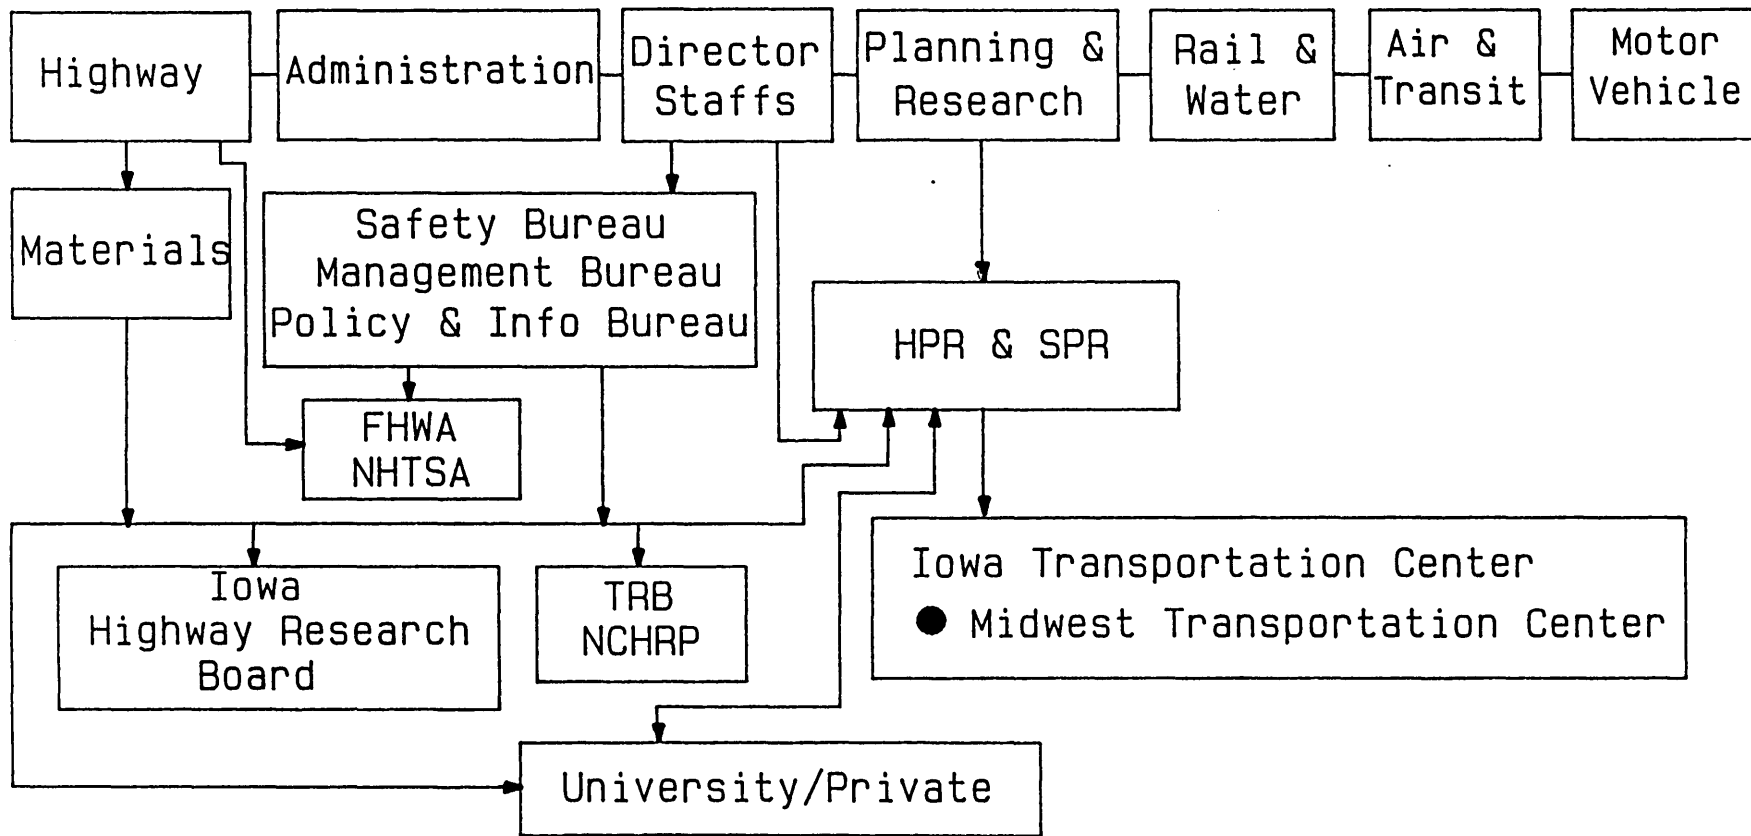 Highway
Administration
Director
Staffs
Planning &
Research
Rail &
Water
Air &
Transit
Motor
Vehicle
Materials
Safety Bureau
Management Bureau
Policy & Info Bureau
HPR & SPR
FHWA
NHTSA
Iowa
Highway Research
Board
TRB
NCHRP
Iowa Transportation Center
● Midwest Transportation Center
University/Private